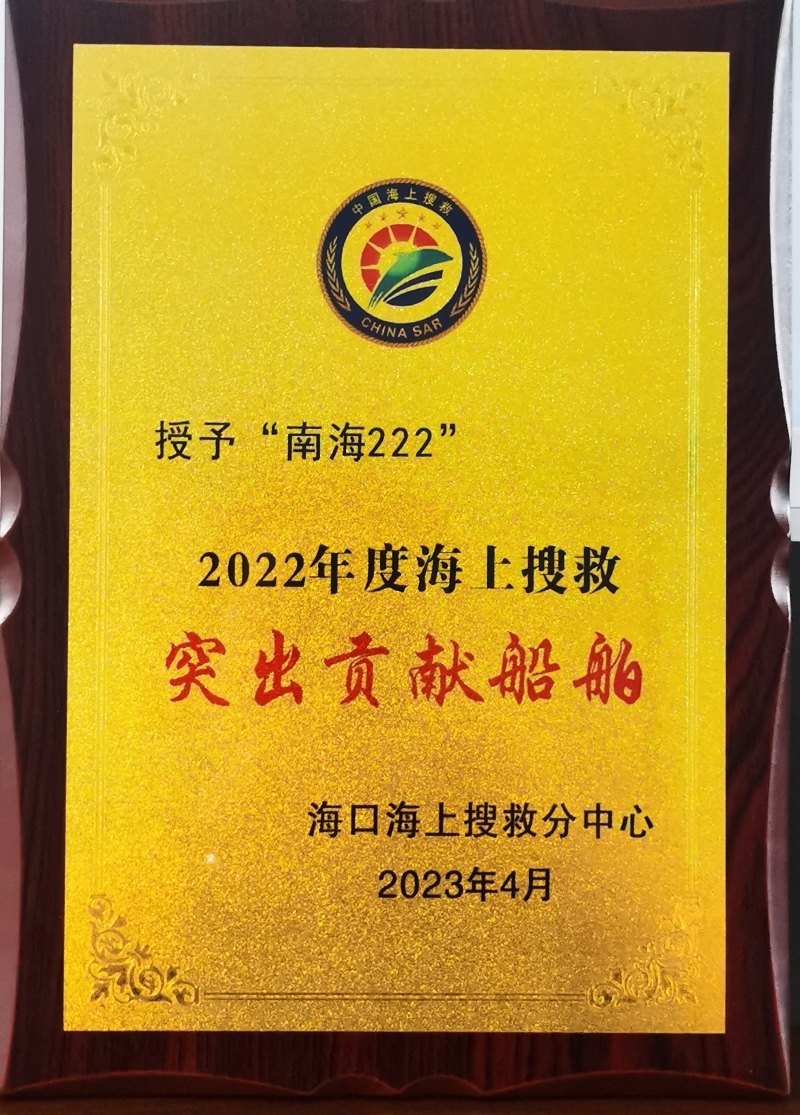 中国海上搜救
CHINA SAR
授予“南海222”
2022年度海上搜救
突出贡献船舶
海口海上搜救分中心
2023年4月